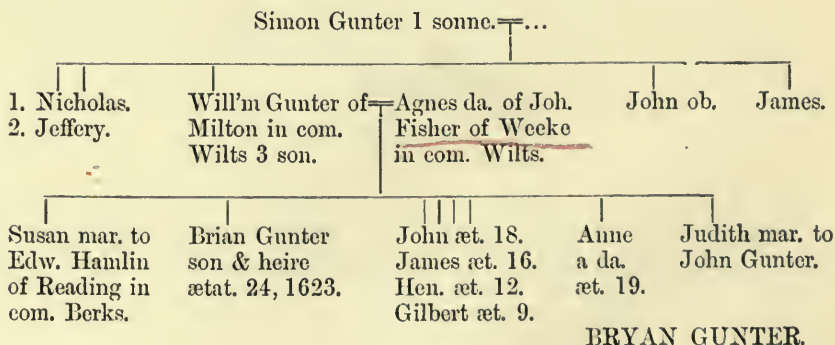 Simon Gunter 1 sonne.=...
1. Nicholas.
2. Jeffery.
Will'm Gunter of=Agnes da. of Joh.
Milton in com.
Wilts 3 son.
Fisher of Weeke
in com. Wilts.
John ob.
James.
Susan mar. to
Edw. Hamlin
of Reading in
com. Berks.
Brian Gunter
son & heire
ætat. 24, 1623.
John æt. 18.
James æt. 16.
Hen. æt. 12.
Gilbert æt. 9.
Anne
a da.
æt. 19.
Judith mar. to
John Gunter.
BRYAN GUNTER.